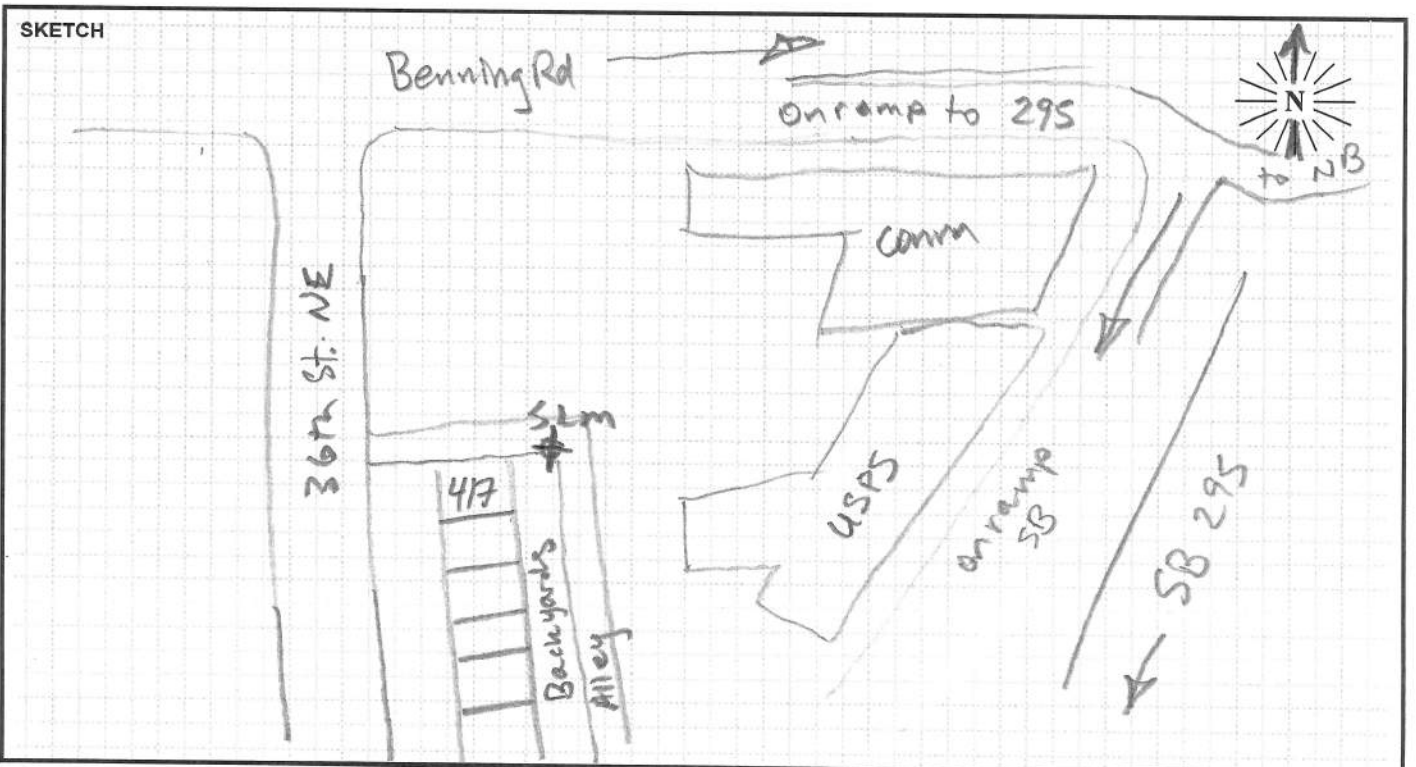 SKETCH
Benning Rd
onramp to 295
N
to NB
Comm
36th St. NE
SLM
417
Backyards
Alley
USPS
onramp
SB
SB 295